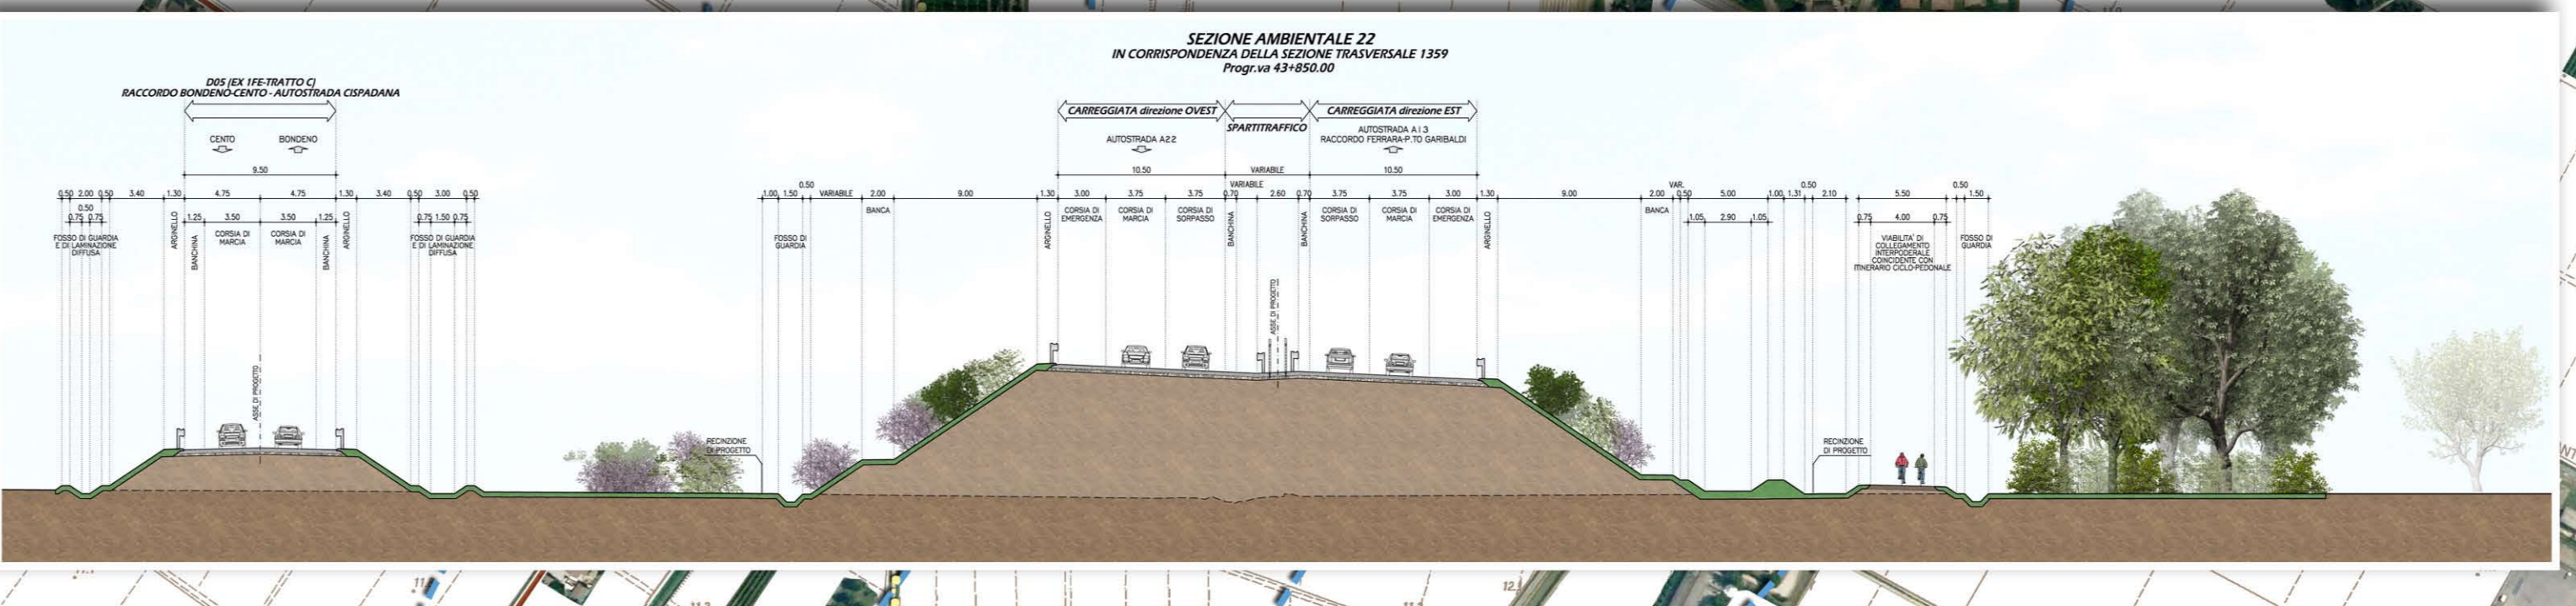 SEZIONE AMBIENTALE 22
IN CORRISPONDENZA DELLA SEZIONE TRASVERSALE 1359
Progr.va 43+850.00
D05 (EX 1FE-TRATTO C)
RACCORDO BONDENO-CENTO - AUTOSTRADA CISPADANA
CENTO
BONDENO
9.50
0.50 2.00 0.50 3.40 1.30 4.75 4.75 1.30 3.40 0.50 3.00 0.50
0.50
0.75 0.75
1.25 3.50 3.50 1.25
0.75 1.50 0.75
FOSSO DI GUARDIA
E DI LAMINAZIONE
DIFFUSA
ARGINELLO
BANCHINA
CORSIA DI
MARCIA
CORSIA DI
MARCIA
BANCHINA
ARGINELLO
FOSSO DI GUARDIA
E DI LAMINAZIONE
DIFFUSA
ASSE DI PROGETTO
CARREGGIATA direzione OVEST
SPARTITRAFFICO
CARREGGIATA direzione EST
AUTOSTRADA A22
AUTOSTRADA A13
RACCORDO FERRARA-P.TO GARIBALDI
10.50 VARIABILE 10.50
0.50
1.00 1.50 VARIABILE 2.00 9.00 1.30 3.00 3.75 3.75 0.70 2.60 0.70 3.75 3.75 3.00 1.30 9.00 2.00 0.50 5.00 1.00 1.31 2.10 5.50 1.50
VARIABILE
VAR.
0.50
0.50
1.05 2.90 1.05
0.75 4.00 0.75
FOSSO DI
GUARDIA
BANCA
ARGINELLO
CORSIA DI
EMERGENZA
CORSIA DI
MARCIA
CORSIA DI
SORPASSO
BANCHINA
BANCHINA
CORSIA DI
SORPASSO
CORSIA DI
MARCIA
CORSIA DI
EMERGENZA
ARGINELLO
BANCA
VIABILITA' DI
COLLEGAMENTO
INTERPODERALE
COINCIDENTE CON
ITINERARIO CICLO-PEDONALE
FOSSO DI
GUARDIA
ASSE DI PROGETTO
RECINZIONE
DI PROGETTO
RECINZIONE
DI PROGETTO